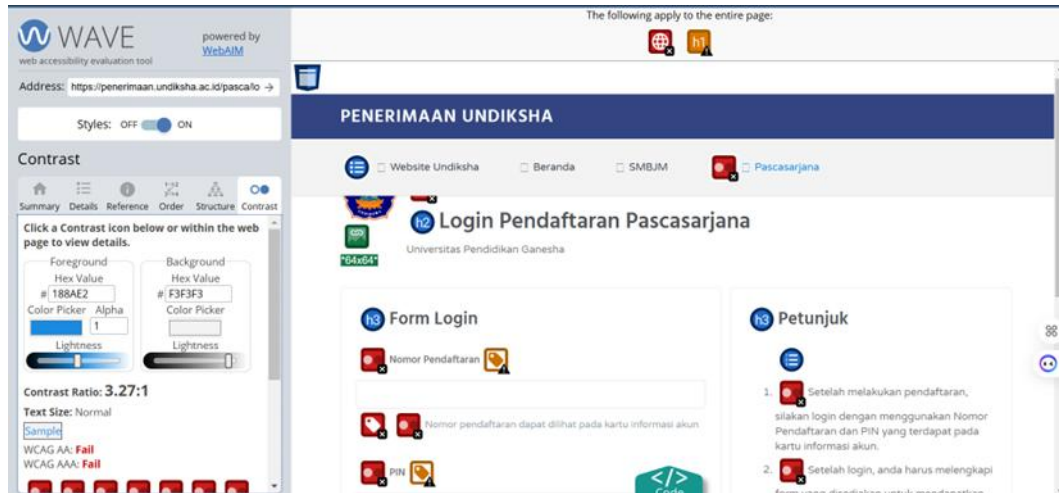 WAVE
web accessibility evaluation tool
powered by
WebAIM
Address: https://penerimaan.undiksha.ac.id/pasca/lo →
Styles: OFF ON
Contrast
Summary Details Reference Order Structure Contrast
Click a Contrast icon below or within the web
page to view details.
Foreground
Hex Value
# 188AE2
Color Picker Alpha
1
Lightness
Background
Hex Value
# F3F3F3
Color Picker
Lightness
Contrast Ratio: 3.27:1
Text Size: Normal
Sample
WCAG AA: Fail
WCAG AAA: Fail
The following apply to the entire page:
h1
PENERIMAAN UNDIKSHA
Website Undiksha Beranda SMBJM Pascasarjana
h2 Login Pendaftaran Pascasarjana
*64x64*
Universitas Pendidikan Ganesha
h3 Form Login
Nomor Pendaftaran
Nomor pendaftaran dapat dilihat pada kartu informasi akun
PIN
</>
Code
h3 Petunjuk
1. Setelah melakukan pendaftaran,
silakan login dengan menggunakan Nomor
Pendaftaran dan PIN yang terdapat pada
kartu informasi akun.
2. Setelah login, anda harus melengkapi
form yang disediakan untuk mendapatkan